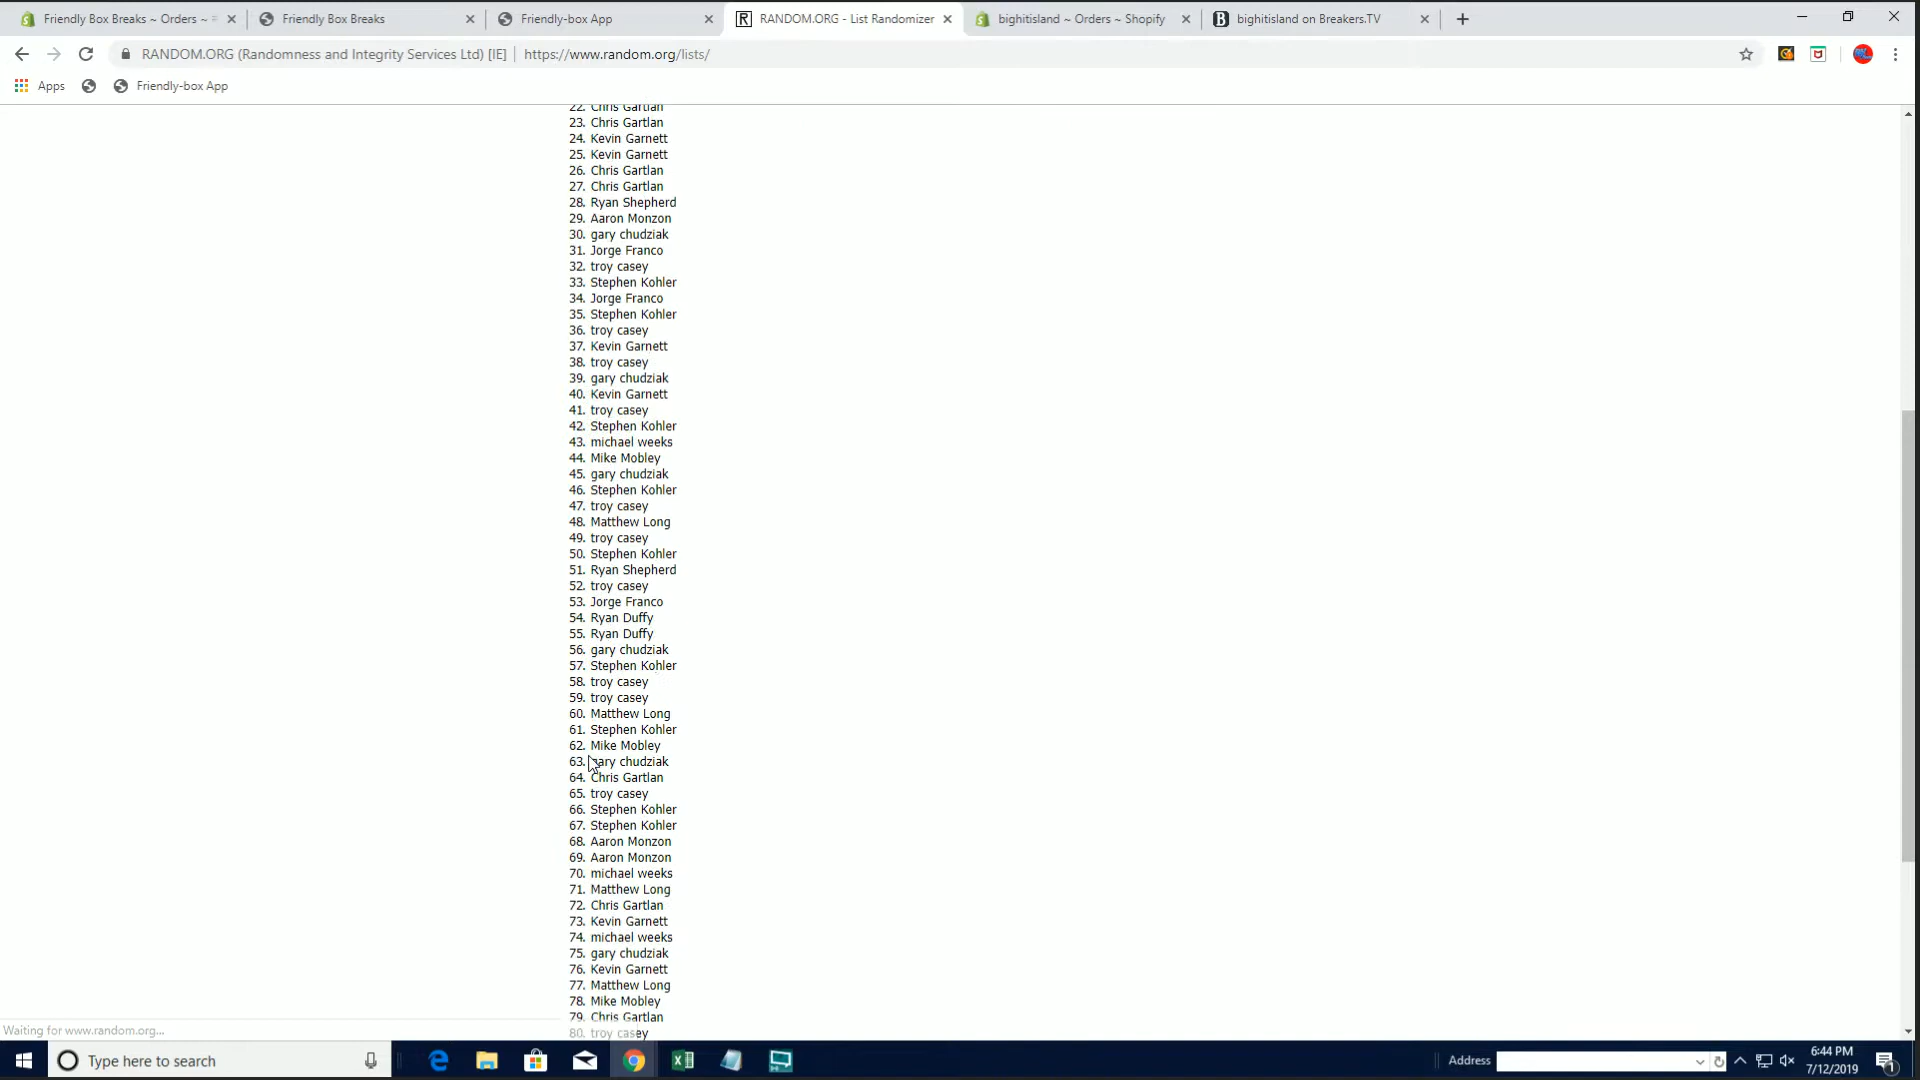 Friendly Box Breaks ~ Orders ~
Friendly Box Breaks
Friendly-box App
RANDOM.ORG - List Randomizer
bighitisland ~ Orders ~ Shopify
bighitisland on Breakers.TV
RANDOM.ORG (Randomness and Integrity Services Ltd) [IE] | https://www.random.org/lists/
Apps
Friendly-box App
22. Chris Gartlan
23. Chris Gartlan
24. Kevin Garnett
25. Kevin Garnett
26. Chris Gartlan
27. Chris Gartlan
28. Ryan Shepherd
29. Aaron Monzon
30. gary chudziak
31. Jorge Franco
32. troy casey
33. Stephen Kohler
34. Jorge Franco
35. Stephen Kohler
36. troy casey
37. Kevin Garnett
38. troy casey
39. gary chudziak
40. Kevin Garnett
41. troy casey
42. Stephen Kohler
43. michael weeks
44. Mike Mobley
45. gary chudziak
46. Stephen Kohler
47. troy casey
48. Matthew Long
49. troy casey
50. Stephen Kohler
51. Ryan Shepherd
52. troy casey
53. Jorge Franco
54. Ryan Duffy
55. Ryan Duffy
56. gary chudziak
57. Stephen Kohler
58. troy casey
59. troy casey
60. Matthew Long
61. Stephen Kohler
62. Mike Mobley
63. gary chudziak
64. Chris Gartlan
65. troy casey
66. Stephen Kohler
67. Stephen Kohler
68. Aaron Monzon
69. Aaron Monzon
70. michael weeks
71. Matthew Long
72. Chris Gartlan
73. Kevin Garnett
74. michael weeks
75. gary chudziak
76. Kevin Garnett
77. Matthew Long
78. Mike Mobley
79. Chris Gartlan
80. troy casey
Waiting for www.random.org...
Type here to search
Address
6:44 PM
7/12/2019